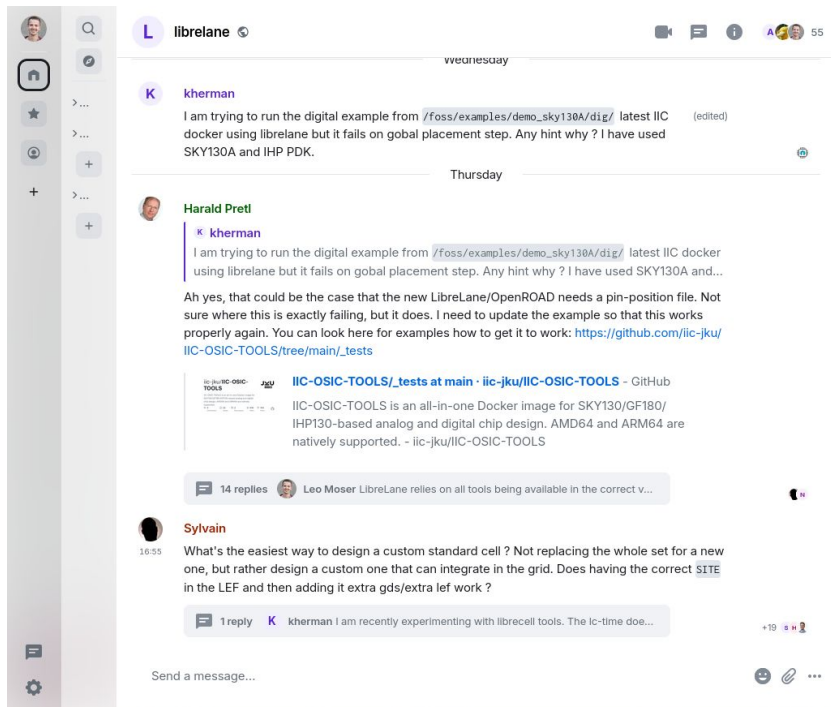 L librelane
A 55
Wednesday
K kherman
I am trying to run the digital example from /foss/examples/demo_sky130A/dig/ latest IIC (edited)
docker using librelane but it fails on gobal placement step. Any hint why ? I have used
SKY130A and IHP PDK.
Thursday
Harald Pretl
K kherman
I am trying to run the digital example from /foss/examples/demo_sky130A/dig/ latest IIC docker
using librelane but it fails on gobal placement step. Any hint why ? I have used SKY130A and...
Ah yes, that could be the case that the new LibreLane/OpenROAD needs a pin-position file. Not
sure where this is exactly failing, but it does. I need to update the example so that this works
properly again. You can look here for examples how to get it to work: https://github.com/iic-jku/
IIC-OSIC-TOOLS/tree/main/_tests
iic-jku/IIC-OSIC-
TOOLS
JKU
IIC-OSIC-TOOLS/_tests at main · iic-jku/IIC-OSIC-TOOLS - GitHub
IIC-OSIC-TOOLS is an all-in-one Docker image for SKY130/GF180/
IHP130-based analog and digital chip design. AMD64 and ARM64 are
natively supported. - iic-jku/IIC-OSIC-TOOLS
14 replies Leo Moser LibreLane relies on all tools being available in the correct v...
N
Sylvain
16:55
What's the easiest way to design a custom standard cell ? Not replacing the whole set for a new
one, but rather design a custom one that can integrate in the grid. Does having the correct SITE
in the LEF and then adding it extra gds/extra lef work ?
1 reply K kherman I am recently experimenting with librecell tools. The lc-time doe...
+19 S H
Send a message...